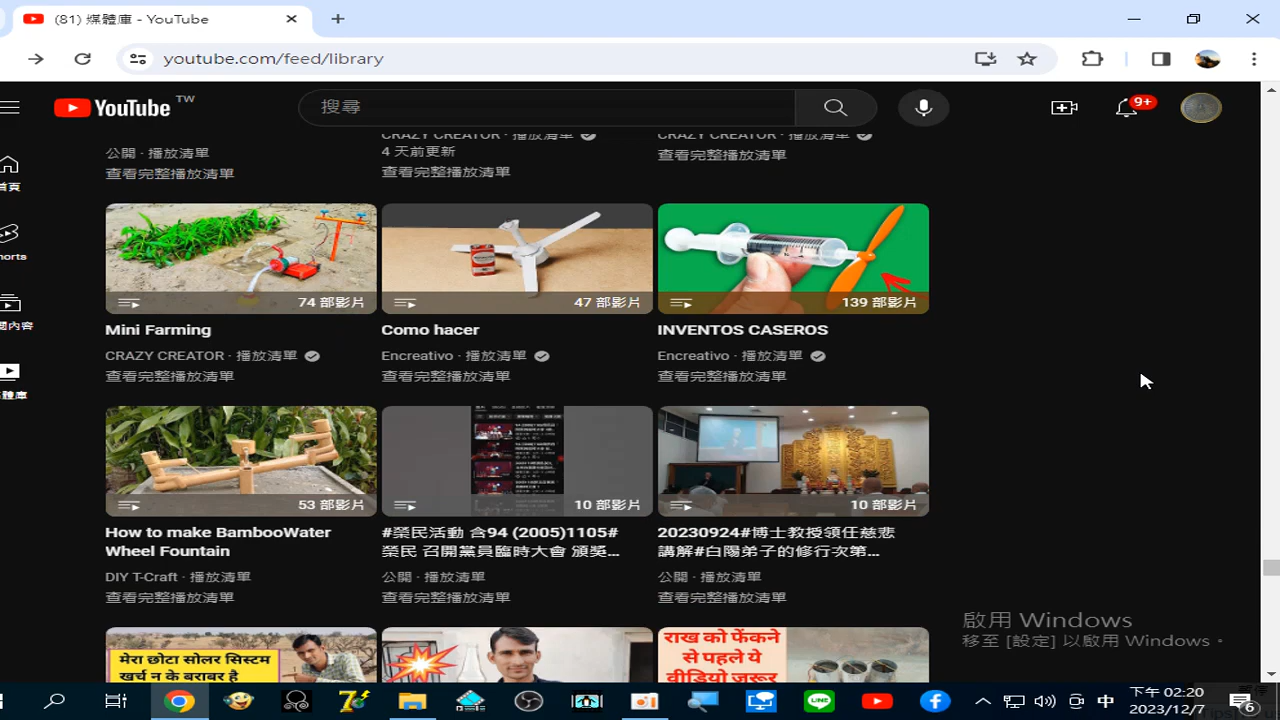 (81) 媒體庫 - YouTube
youtube.com/feed/library
YouTube TW
搜尋
9+
首頁
horts
閱內容
體庫
公開 · 播放清單
查看完整播放清單
CRAZY CREATOR · 播放清單
4 天前更新
查看完整播放清單
CRAZY CREATOR · 播放清單
查看完整播放清單
74 部影片
Mini Farming
CRAZY CREATOR · 播放清單
查看完整播放清單
47 部影片
Como hacer
Encreativo · 播放清單
查看完整播放清單
139 部影片
INVENTOS CASEROS
Encreativo · 播放清單
查看完整播放清單
53 部影片
How to make BambooWater
Wheel Fountain
DIY T-Craft · 播放清單
查看完整播放清單
10 部影片
#榮民活動 含94 (2005)1105#
榮民 召開黨員臨時大會 頒獎...
公開 · 播放清單
查看完整播放清單
10 部影片
20230924#博士教授領任慈悲
講解#白陽弟子的修行次第...
公開 · 播放清單
查看完整播放清單
मेरा छोटा सोलर सिस्टम
खर्च न के बराबर है
राख को फेंकने
से पहले ये
वीडियो जरूर
啟用 Windows
移至 [設定] 以啟用 Windows。
中
下午 02:20
2023/12/7
6